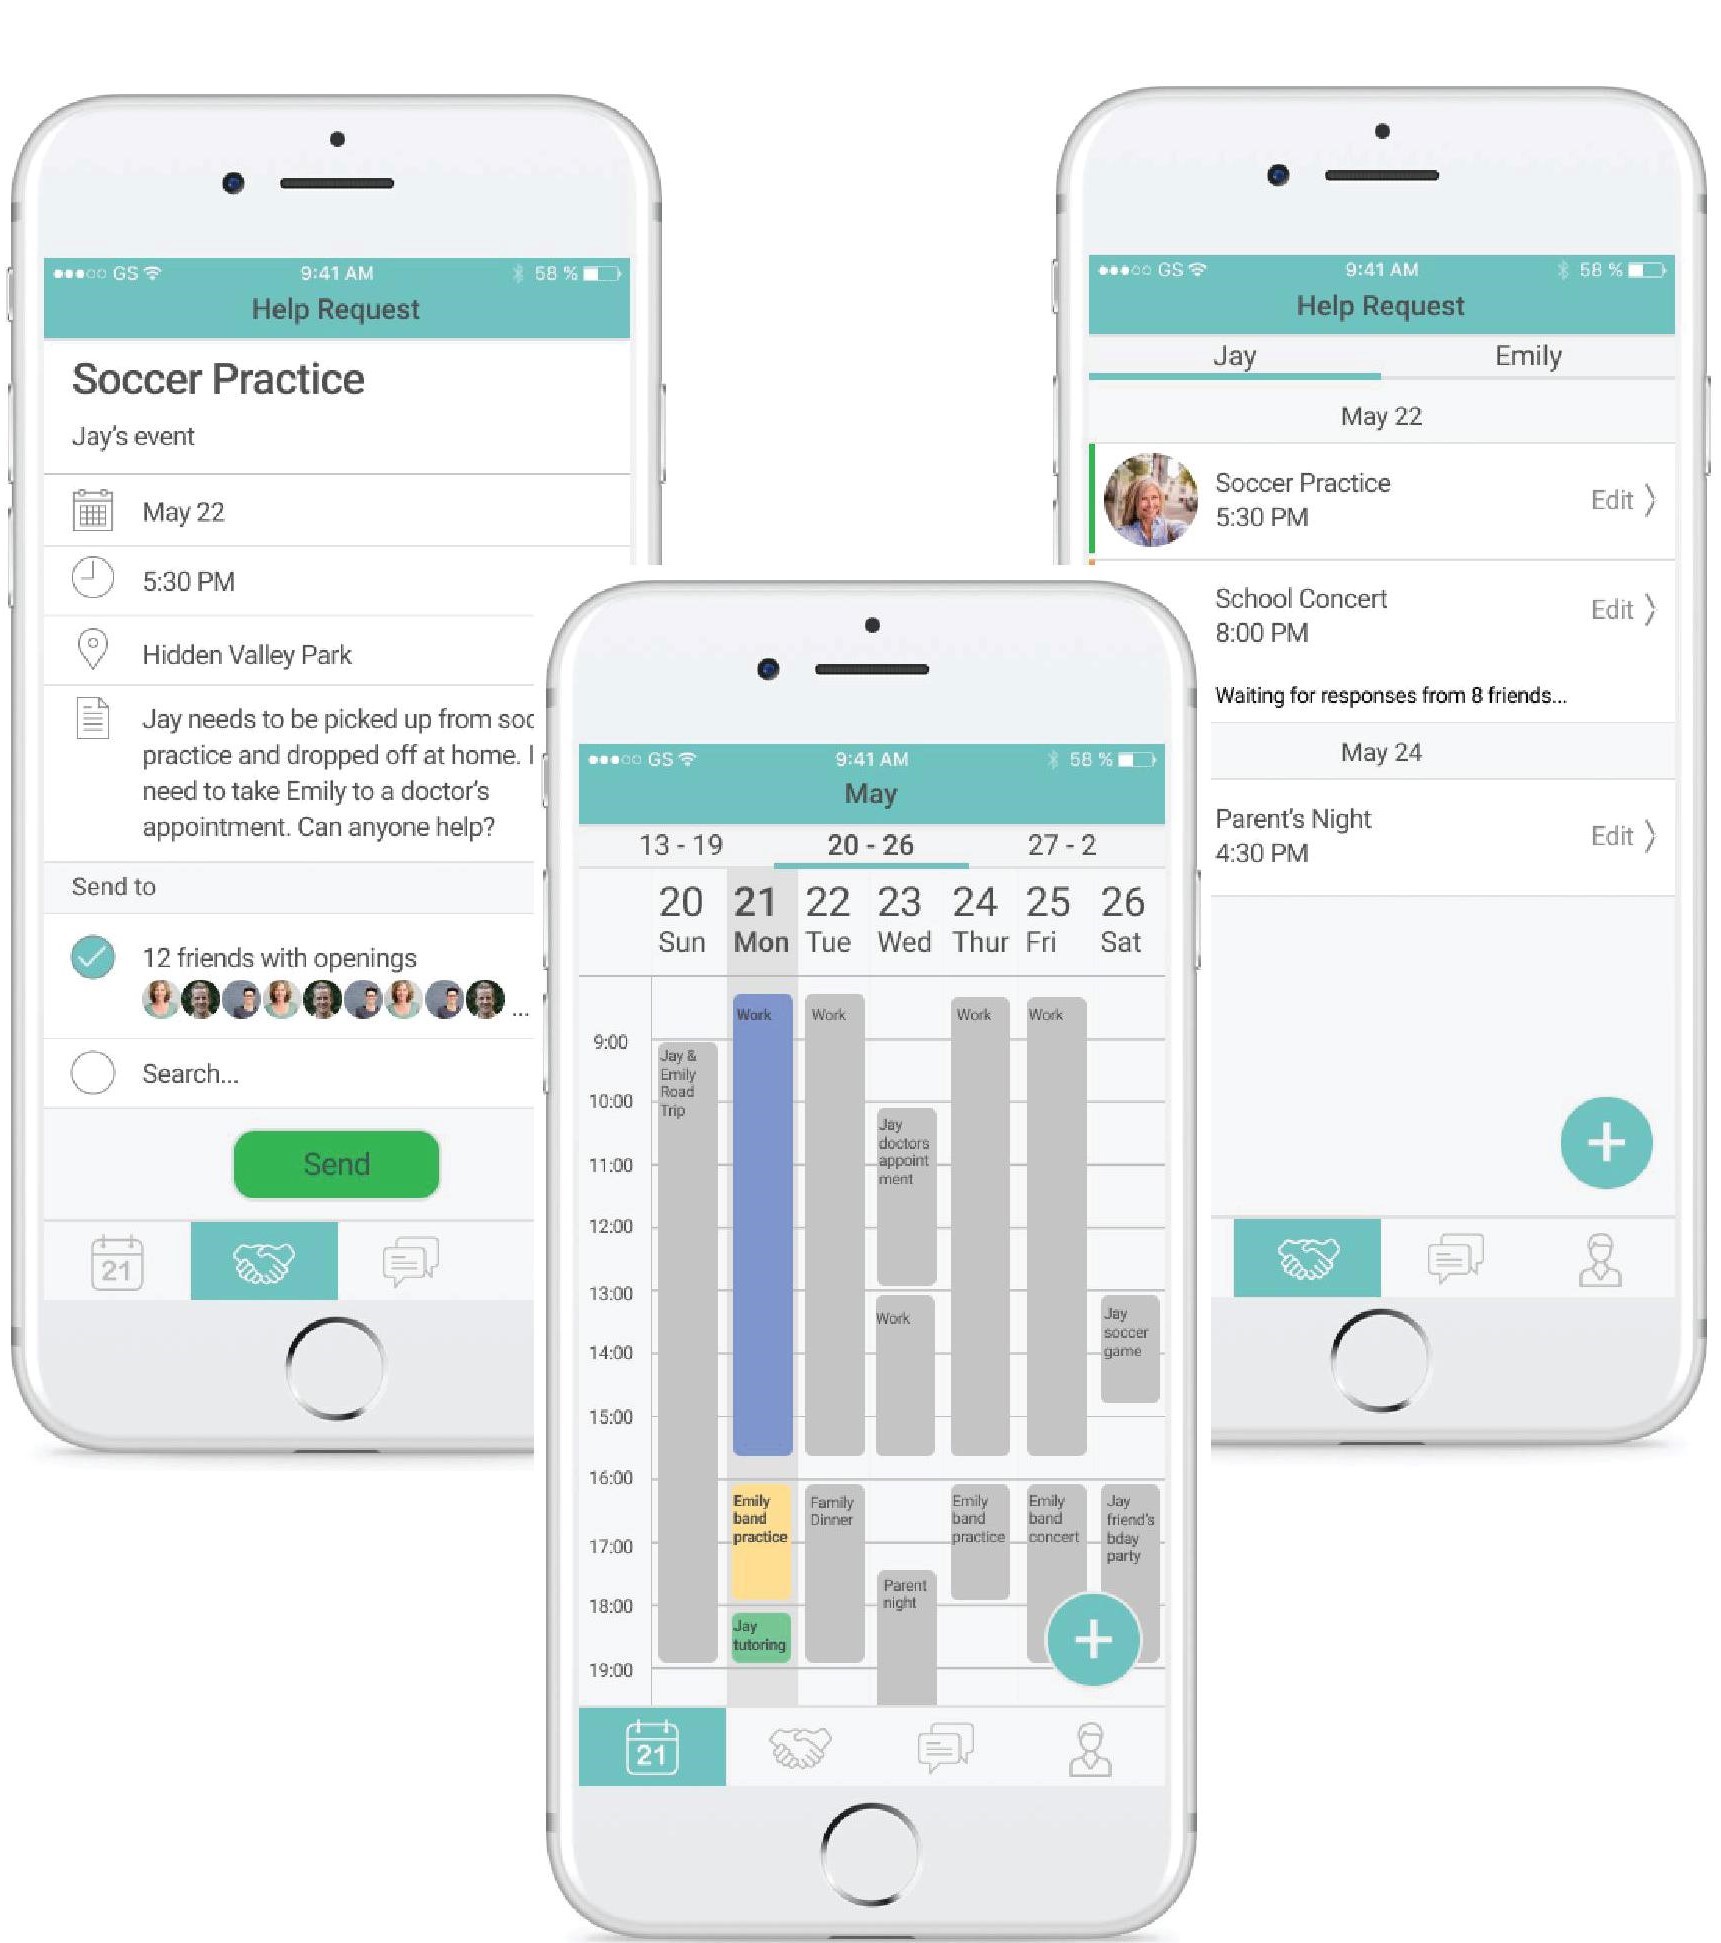 GS
9:41 AM
58 %
Help Request
Soccer Practice
Jay's event
May 22
5:30 PM
Hidden Valley Park
Jay needs to be picked up from soc
practice and dropped off at home. I
need to take Emily to a doctor's
appointment. Can anyone help?
Send to
12 friends with openings
...
Search...
Send
21
GS
9:41 AM
58 %
May
13 - 19
20 - 26
27 - 2
20 21 22 23 24 25 26
Sun Mon Tue Wed Thur Fri Sat
9:00
10:00
11:00
12:00
13:00
14:00
15:00
16:00
17:00
18:00
19:00
Jay &
Emily
Road
Trip
Work
Emily
band
practice
Jay
tutoring
Work
Family
Dinner
Jay
doctors
appoint
ment
Work
Parent
night
Work
Emily
band
practice
Work
Emily
band
concert
Jay
soccer
game
Jay
friend's
bday
party
+
21
GS
9:41 AM
58 %
Help Request
Jay
Emily
May 22
Soccer Practice
5:30 PM
Edit
School Concert
8:00 PM
Edit
Waiting for responses from 8 friends...
May 24
Parent's Night
4:30 PM
Edit
+